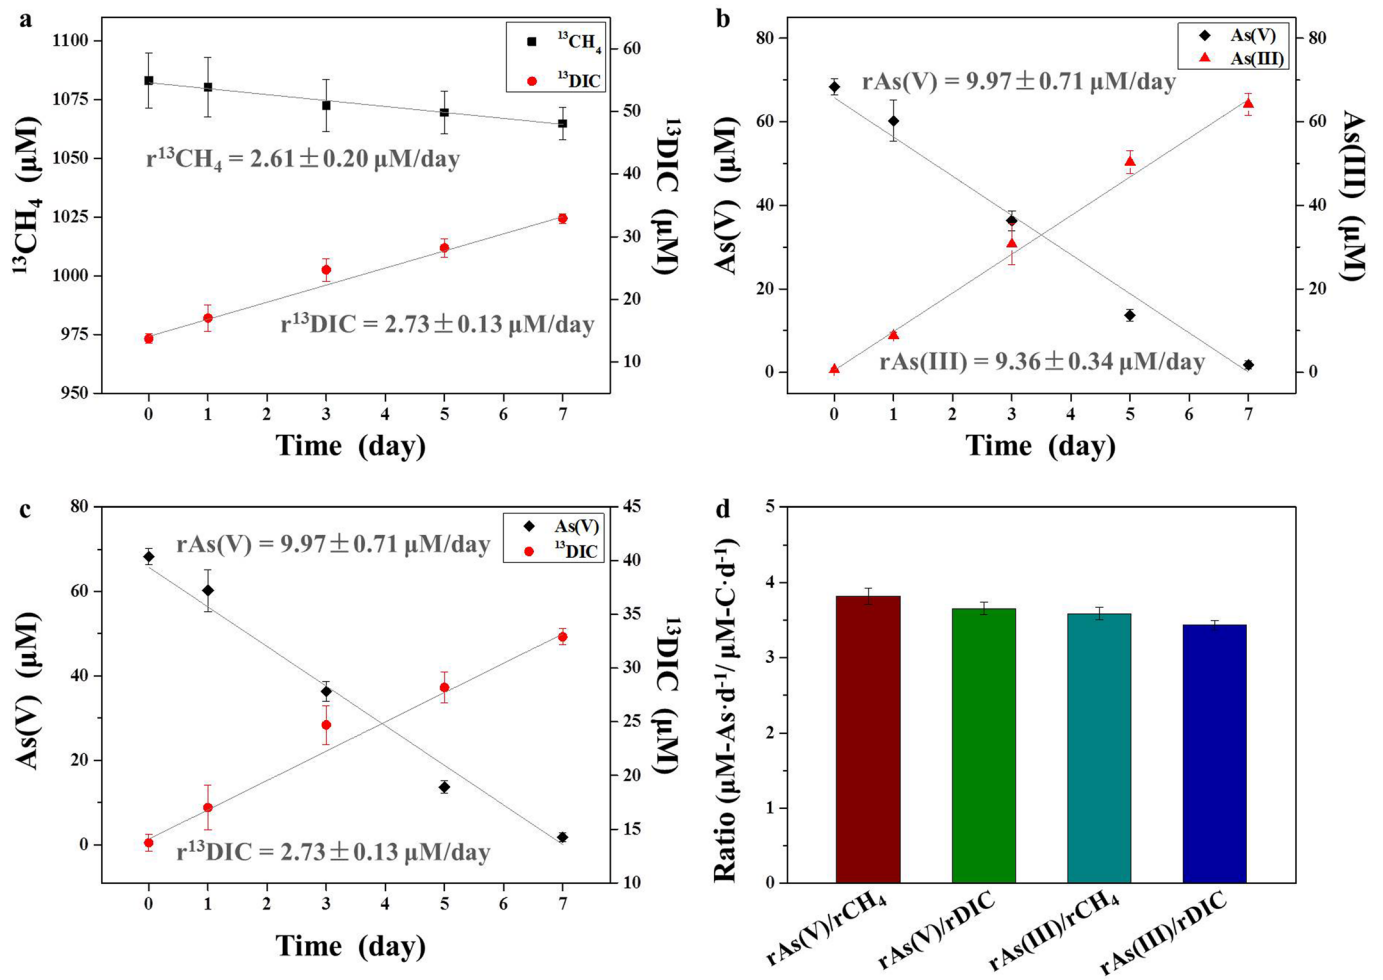 a
¹³CH₄
¹³DIC
1100
1075
1050
1025
1000
975
950
60
50
40
30
20
10
¹³CH₄ (μM)
¹³DIC (μM)
r¹³CH₄ = 2.61±0.20 μM/day
r¹³DIC = 2.73±0.13 μM/day
0 1 2 3 4 5 6 7
Time (day)
b
As(V)
As(III)
80
60
40
20
0
80
60
40
20
0
As(V) (μM)
As(III) (μM)
rAs(V) = 9.97±0.71 μM/day
rAs(III) = 9.36±0.34 μM/day
0 1 2 3 4 5 6 7
Time (day)
c
As(V)
¹³DIC
80
60
40
20
0
45
40
35
30
25
20
15
10
As(V) (μM)
¹³DIC (μM)
rAs(V) = 9.97±0.71 μM/day
r¹³DIC = 2.73±0.13 μM/day
0 1 2 3 4 5 6 7
Time (day)
d
5
4
3
2
1
0
Ratio (μM-As·d⁻¹/ μM-C·d⁻¹)
rAs(V)/rCH₄
rAs(V)/rDIC
rAs(III)/rCH₄
rAs(III)/rDIC